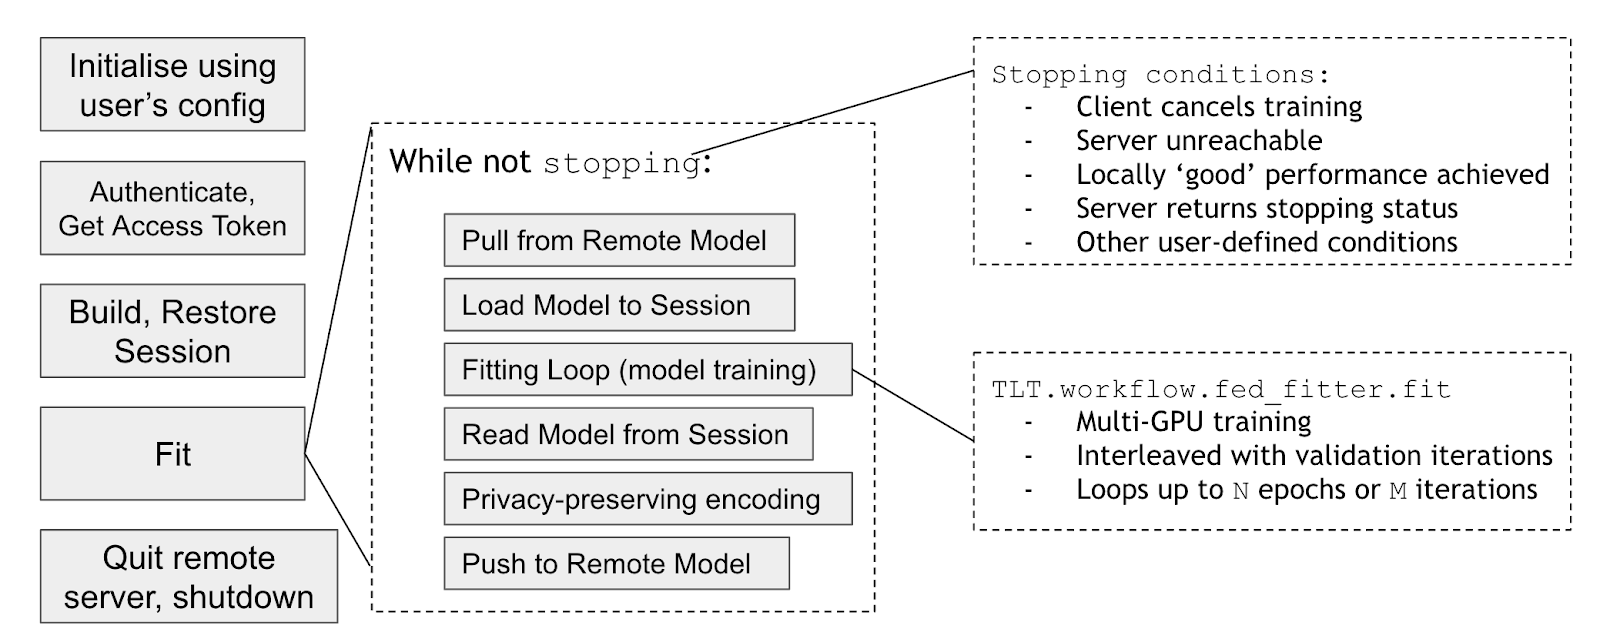 Initialise using
user's config
Authenticate,
Get Access Token
Build, Restore
Session
Fit
Quit remote
server, shutdown
While not stopping:
Pull from Remote Model
Load Model to Session
Fitting Loop (model training)
Read Model from Session
Privacy-preserving encoding
Push to Remote Model
Stopping conditions:
- Client cancels training
- Server unreachable
- Locally ‘good’ performance achieved
- Server returns stopping status
- Other user-defined conditions
TLT.workflow.fed_fitter.fit
- Multi-GPU training
- Interleaved with validation iterations
- Loops up to N epochs or M iterations